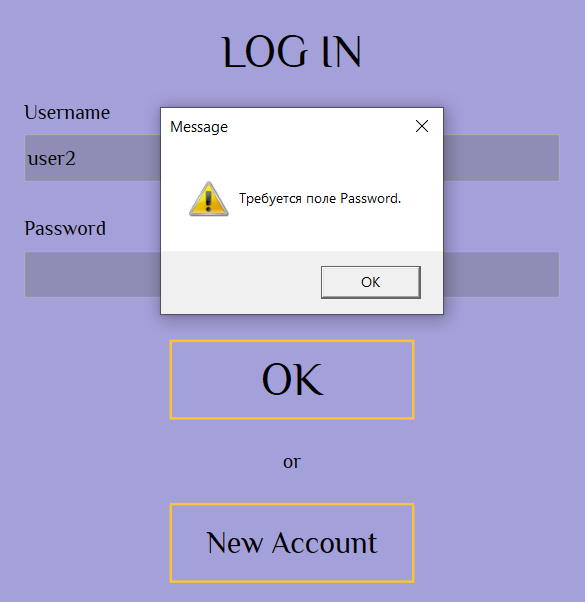 LOG IN
Username
Message
user2
Требуется поле Password.
Password
OK
OK
or
New Account